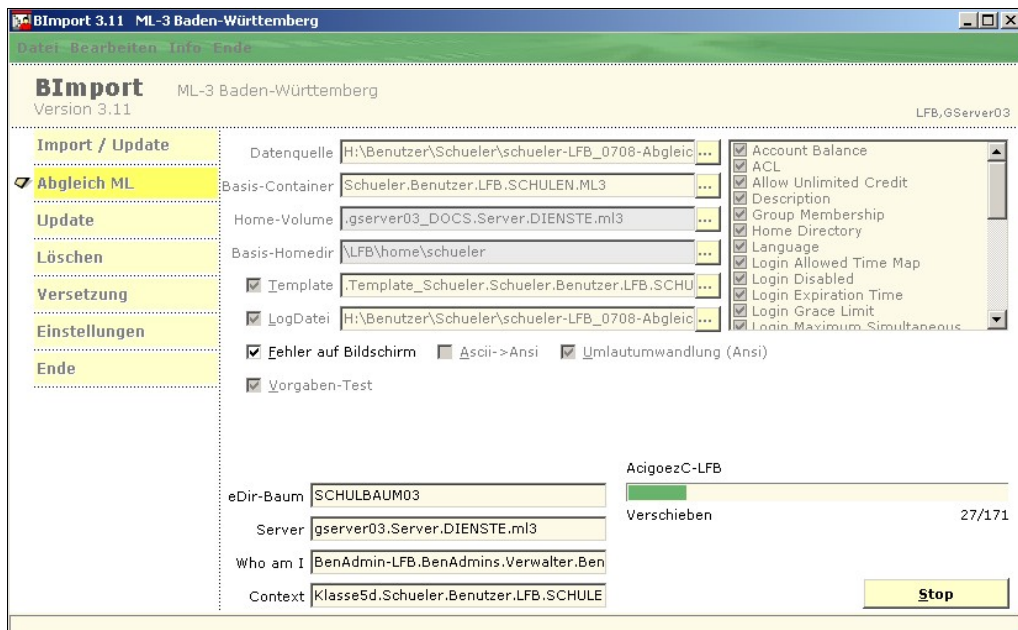 BImport 3.11 ML-3 Baden-Württemberg
Datei Bearbeiten Info Ende
BImport ML-3 Baden-Württemberg
Version 3.11
LFB,GServer03
Import / Update
Abgleich ML
Update
Löschen
Versetzung
Einstellungen
Ende
Datenquelle H:\Benutzer\Schueler\schueler-LFB_0708-Abgleic ...
Basis-Container Schueler.Benutzer.LFB.SCHULEN.ML3 ...
Home-Volume .gserver03_DOCS.Server.DIENSTE.ml3 ...
Basis-Homedir \LFB\home\schueler ...
Template .Template_Schueler.Schueler.Benutzer.LFB.SCHU ...
LogDatei H:\Benutzer\Schueler\schueler-LFB_0708-Abgleic ...
Account Balance
ACL
Allow Unlimited Credit
Description
Group Membership
Home Directory
Language
Login Allowed Time Map
Login Disabled
Login Expiration Time
Login Grace Limit
Login Maximum Simultaneous
Fehler auf Bildschirm Ascii->Ansi Umlautumwandlung (Ansi)
Vorgaben-Test
eDir-Baum SCHULBAUM03
Server gserver03.Server.DIENSTE.ml3
Who am I BenAdmin-LFB.BenAdmins.Verwalter.Ben
Context Klasse5d.Schueler.Benutzer.LFB.SCHULE
AcigoezC-LFB
Verschieben 27/171
Stop